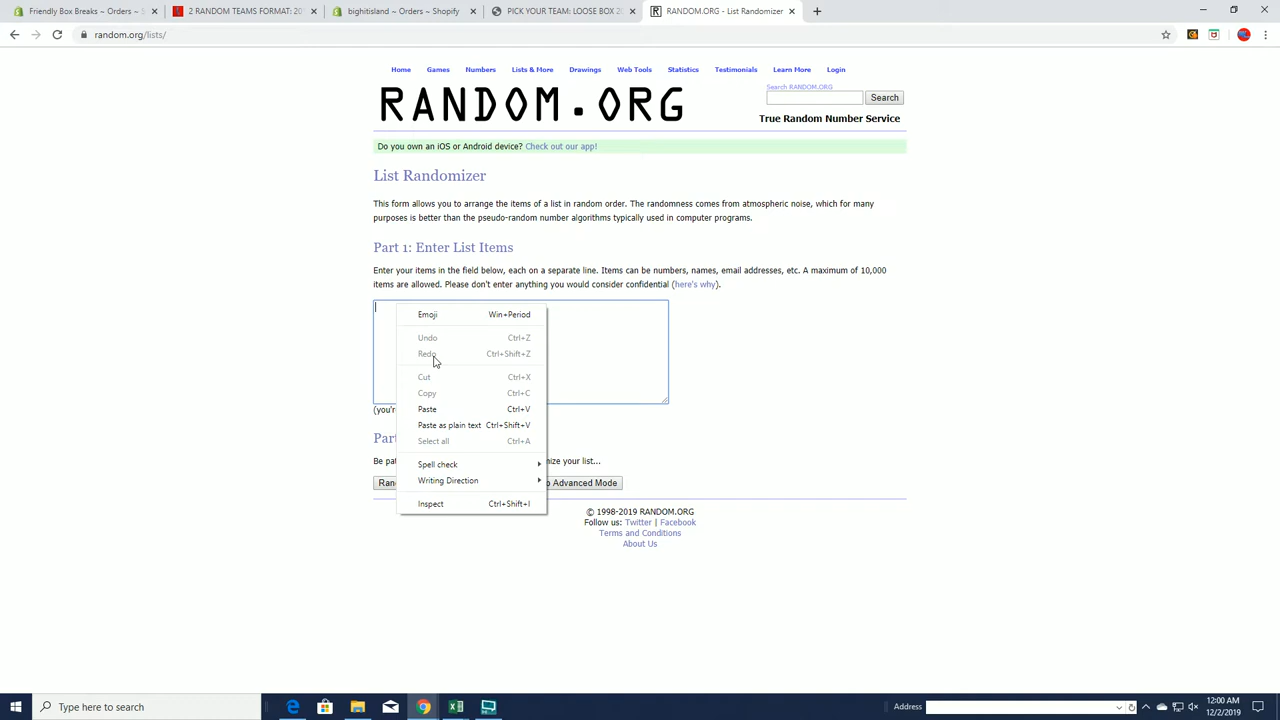 Friendly Box Breaks ~ Orders ~ S
2 RANDOM TEAMS FORMAT: 20
bighitisland ~ Orders ~ Shopify
PICK YOUR TEAM: LOOSE BOX 20
RANDOM.ORG - List Randomizer
random.org/lists/
Home Games Numbers Lists & More Drawings Web Tools Statistics Testimonials Learn More Login
RANDOM.ORG
Search RANDOM.ORG
Search
True Random Number Service
Do you own an iOS or Android device? Check out our app!
List Randomizer
This form allows you to arrange the items of a list in random order. The randomness comes from atmospheric noise, which for many
purposes is better than the pseudo-random number algorithms typically used in computer programs.
Part 1: Enter List Items
Enter your items in the field below, each on a separate line. Items can be numbers, names, email addresses, etc. A maximum of 10,000
items are allowed. Please don't enter anything you would consider confidential (here's why).
Emoji Win+Period
Undo Ctrl+Z
Redo Ctrl+Shift+Z
Cut Ctrl+X
Copy Ctrl+C
Paste Ctrl+V
Paste as plain text Ctrl+Shift+V
Select all Ctrl+A
Spell check
Writing Direction
Inspect Ctrl+Shift+I
(you'r
Par
Be pat
mize your list...
Ran
o Advanced Mode
© 1998-2019 RANDOM.ORG
Follow us: Twitter | Facebook
Terms and Conditions
About Us
Type here to search
Address
12:00 AM
12/2/2019